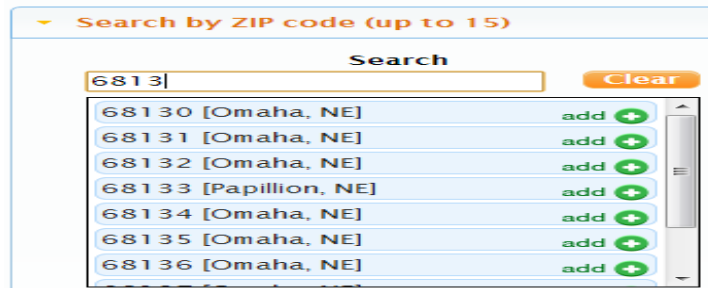 Search by ZIP code (up to 15)
Search
6813 Clear
68130 [Omaha, NE] add
68131 [Omaha, NE] add
68132 [Omaha, NE] add
68133 [Papillion, NE] add
68134 [Omaha, NE] add
68135 [Omaha, NE] add
68136 [Omaha, NE] add